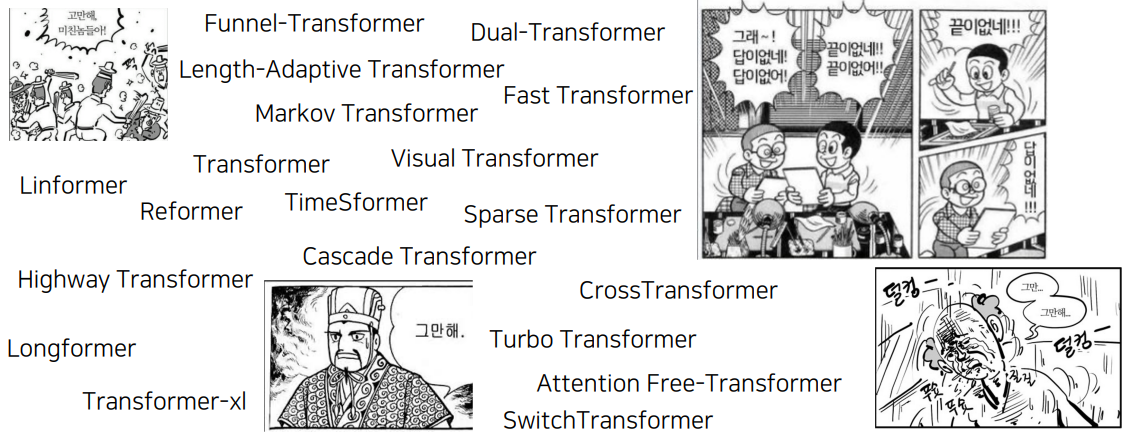 고만해,
미친놈들아!
Funnel-Transformer
Dual-Transformer
Length-Adaptive Transformer
Fast Transformer
Markov Transformer
Transformer
Visual Transformer
Linformer
Reformer
TimeSformer
Sparse Transformer
Cascade Transformer
Highway Transformer
CrossTransformer
Longformer
Turbo Transformer
Transformer-xl
Attention Free-Transformer
SwitchTransformer
그래~!
답이없네!
답이없어!
끝이없네!!
끝이없어!!
끝이없네!!!
답이없네!!!
그만해.
덜컹
그만...
그만해...
덜컹
푸욱
푸욱